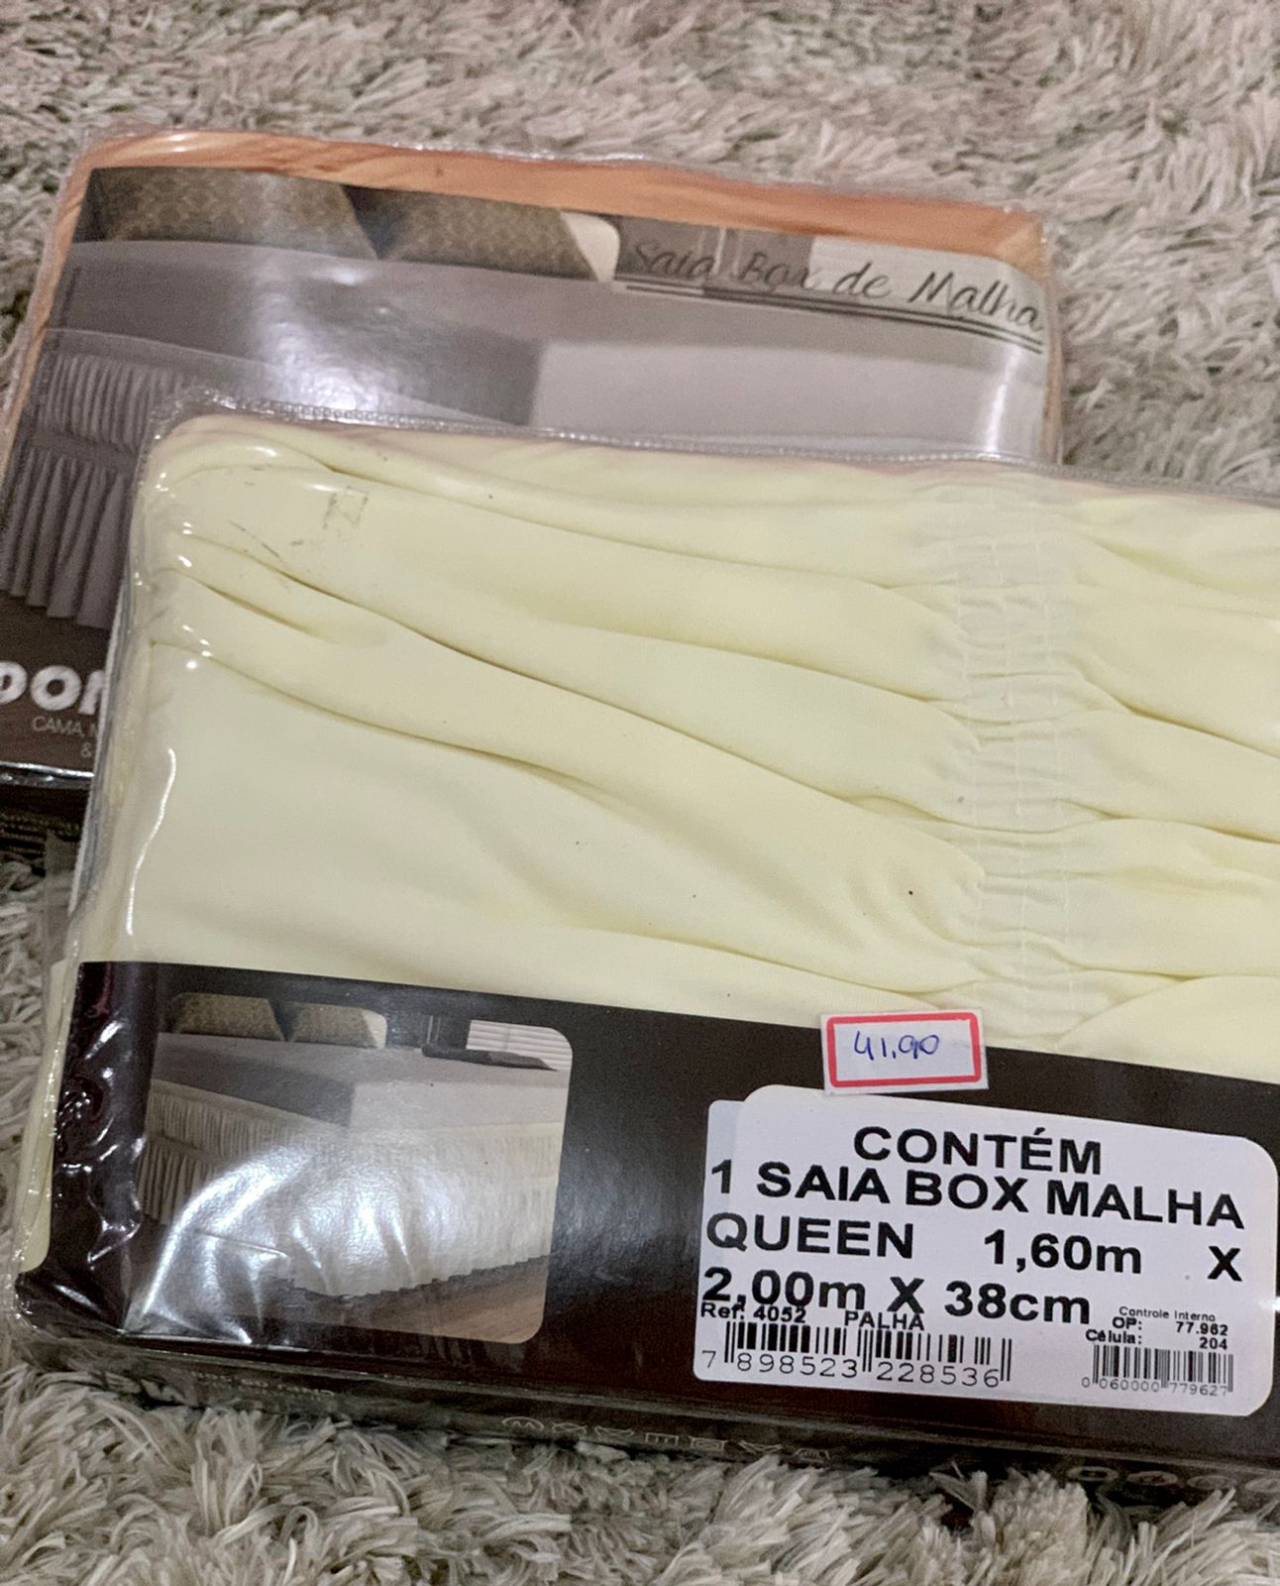 Saia Box de Malha
CAMA,
&
41,90
CONTÉM
1 SAIA BOX MALHA
QUEEN 1,60m X
2,00m X 38cm
Ref: 4052 PALHA
Controle Interno
OP: 77.962
Célula: 204
7 898523 228536
0 060000 779627